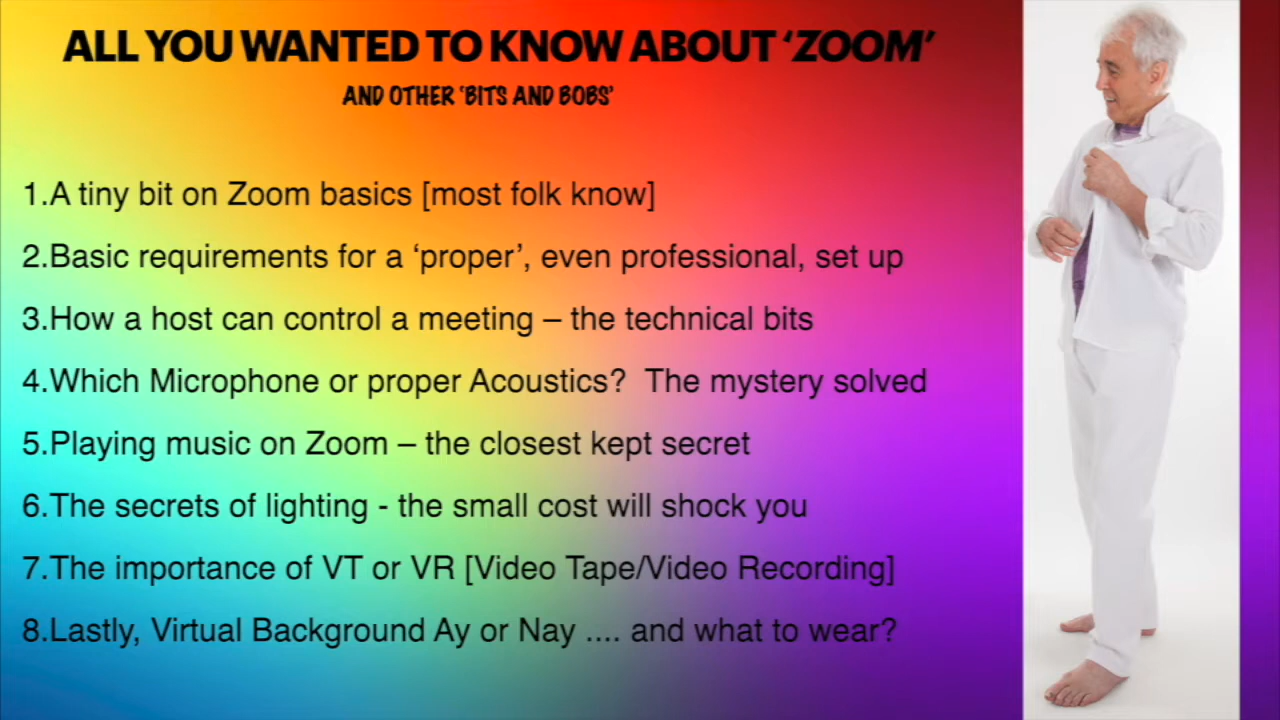 ALL YOU WANTED TO KNOW ABOUT ‘ZOOM’
AND OTHER ‘BITS AND BOBS’
1.A tiny bit on Zoom basics [most folk know]
2.Basic requirements for a ‘proper’, even professional, set up
3.How a host can control a meeting – the technical bits
4.Which Microphone or proper Acoustics?  The mystery solved
5.Playing music on Zoom – the closest kept secret
6.The secrets of lighting - the small cost will shock you
7.The importance of VT or VR [Video Tape/Video Recording]
8.Lastly, Virtual Background Ay or Nay .... and what to wear?